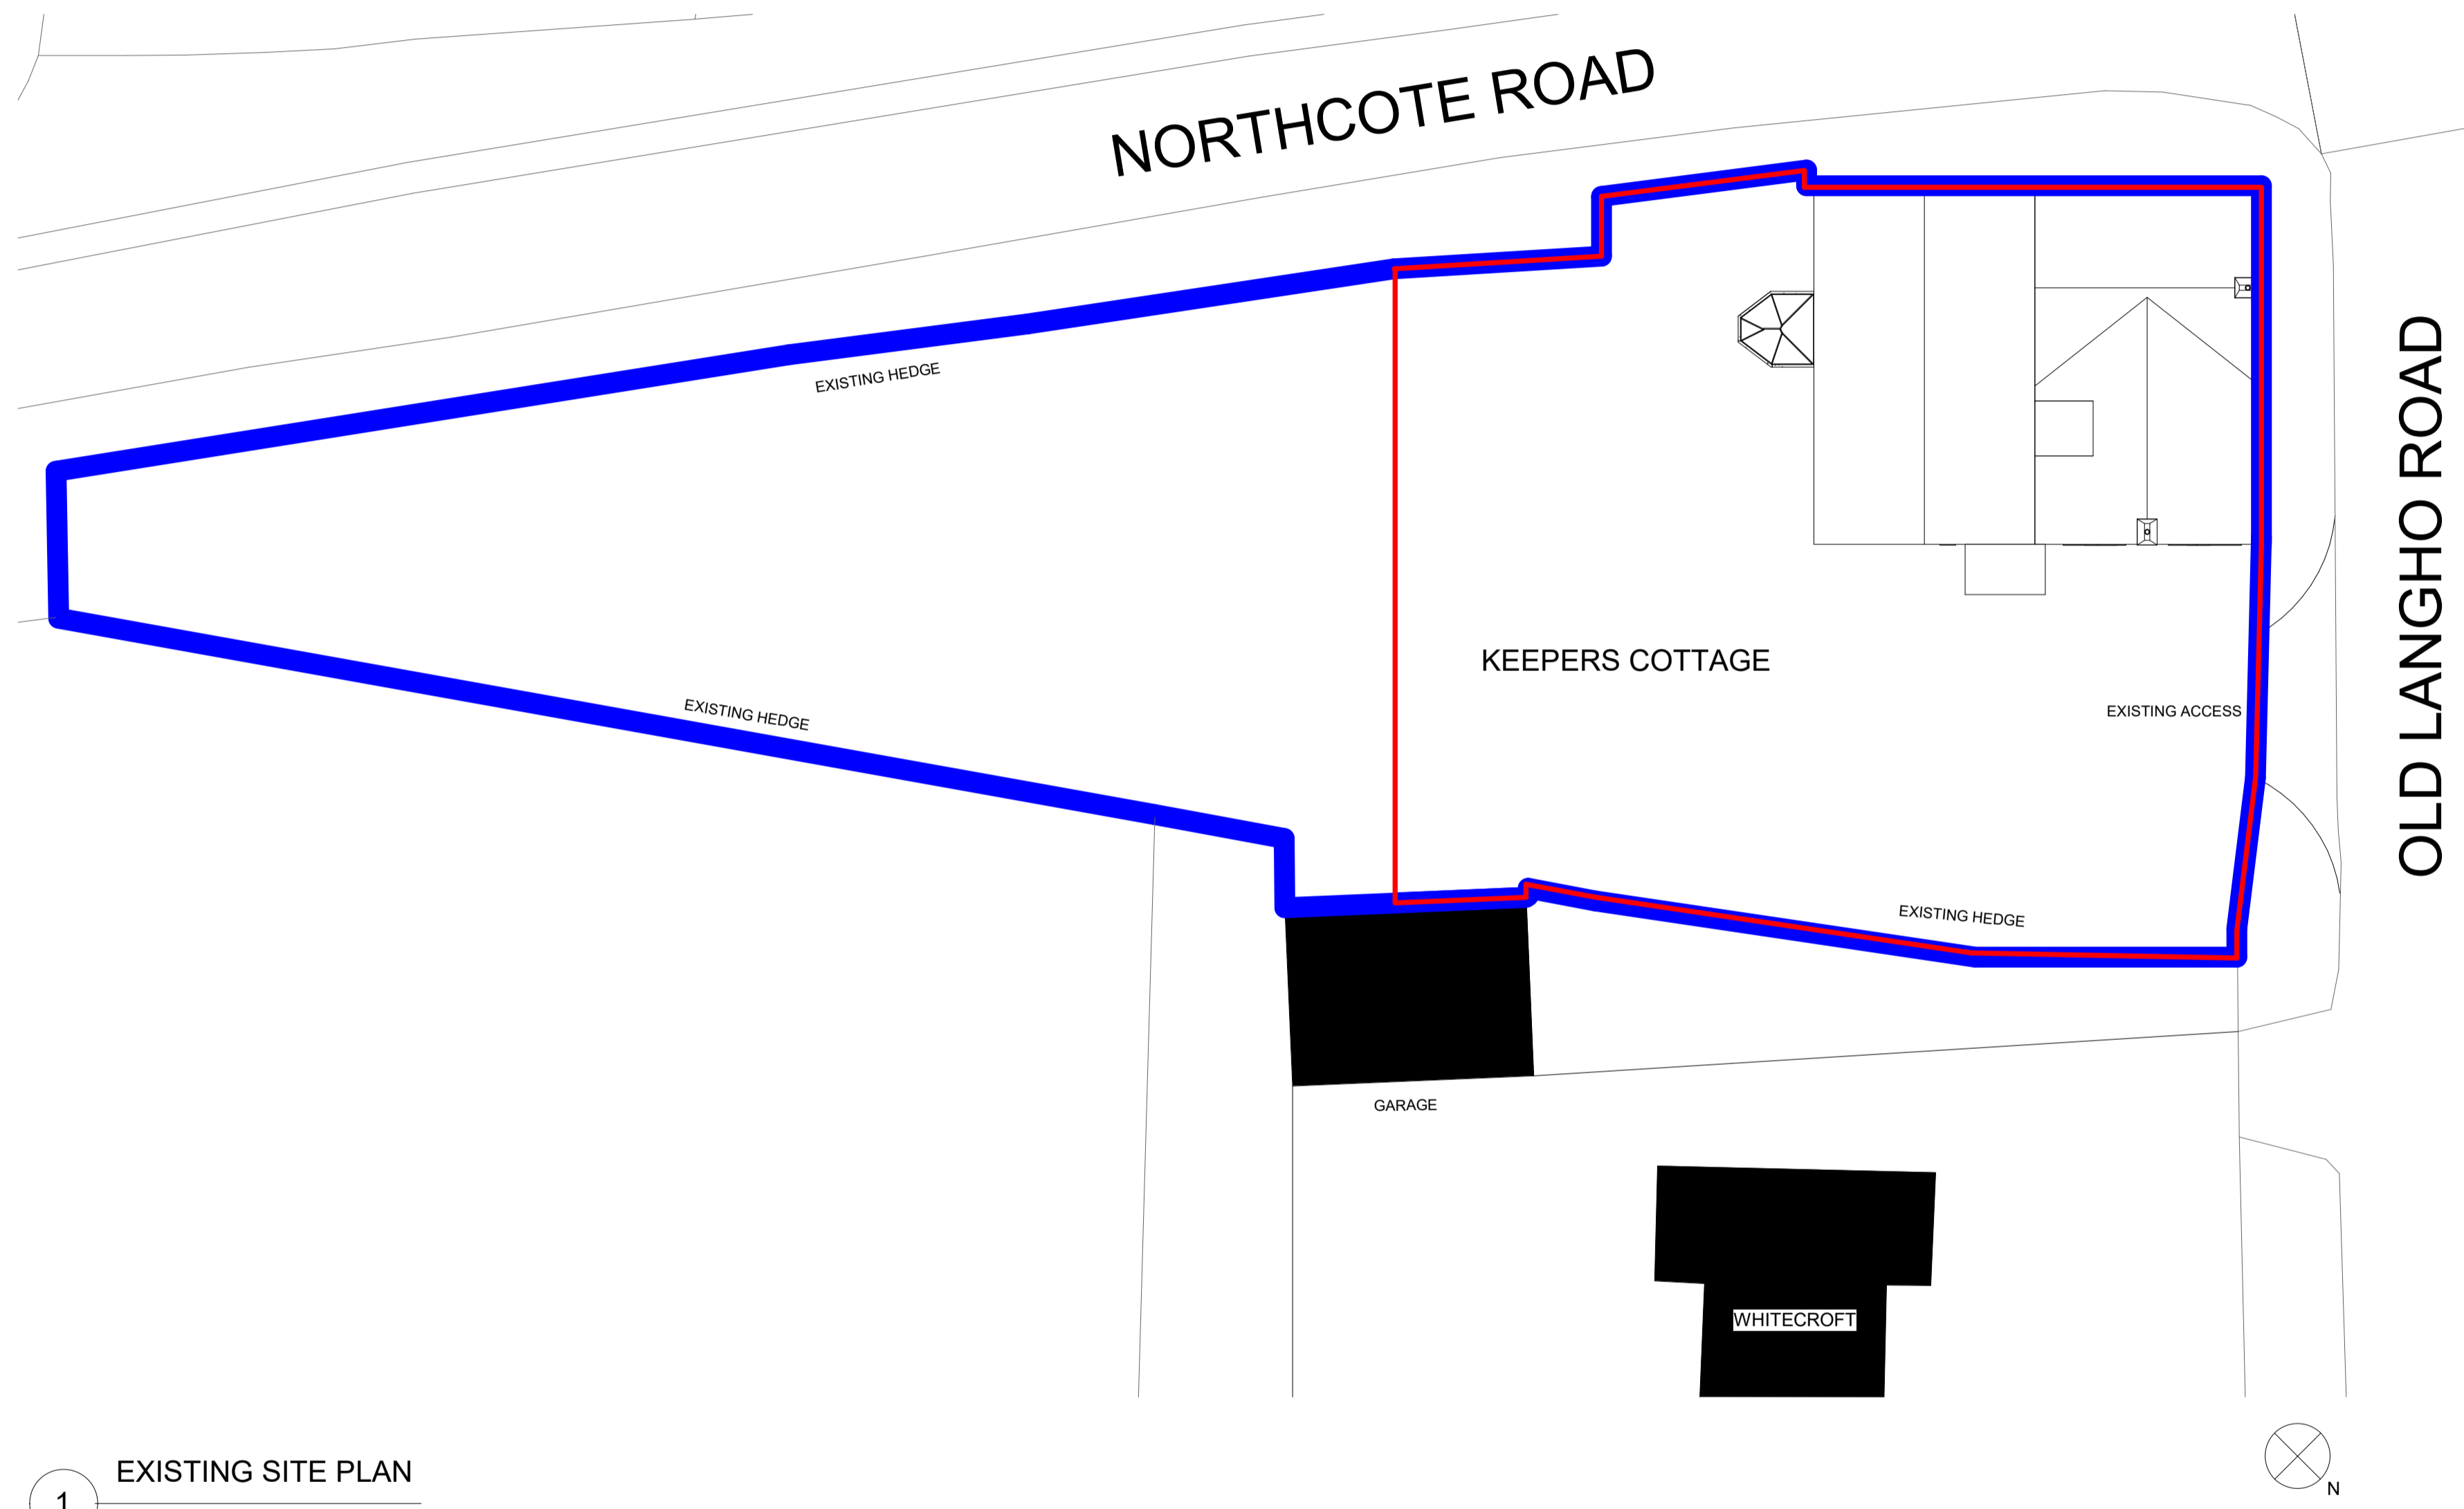 NORTHCOTE ROAD
EXISTING HEDGE
OLD LANGHO ROAD
KEEPERS COTTAGE
EXISTING HEDGE
EXISTING ACCESS
EXISTING HEDGE
GARAGE
WHITECROFT
EXISTING SITE PLAN
1
N